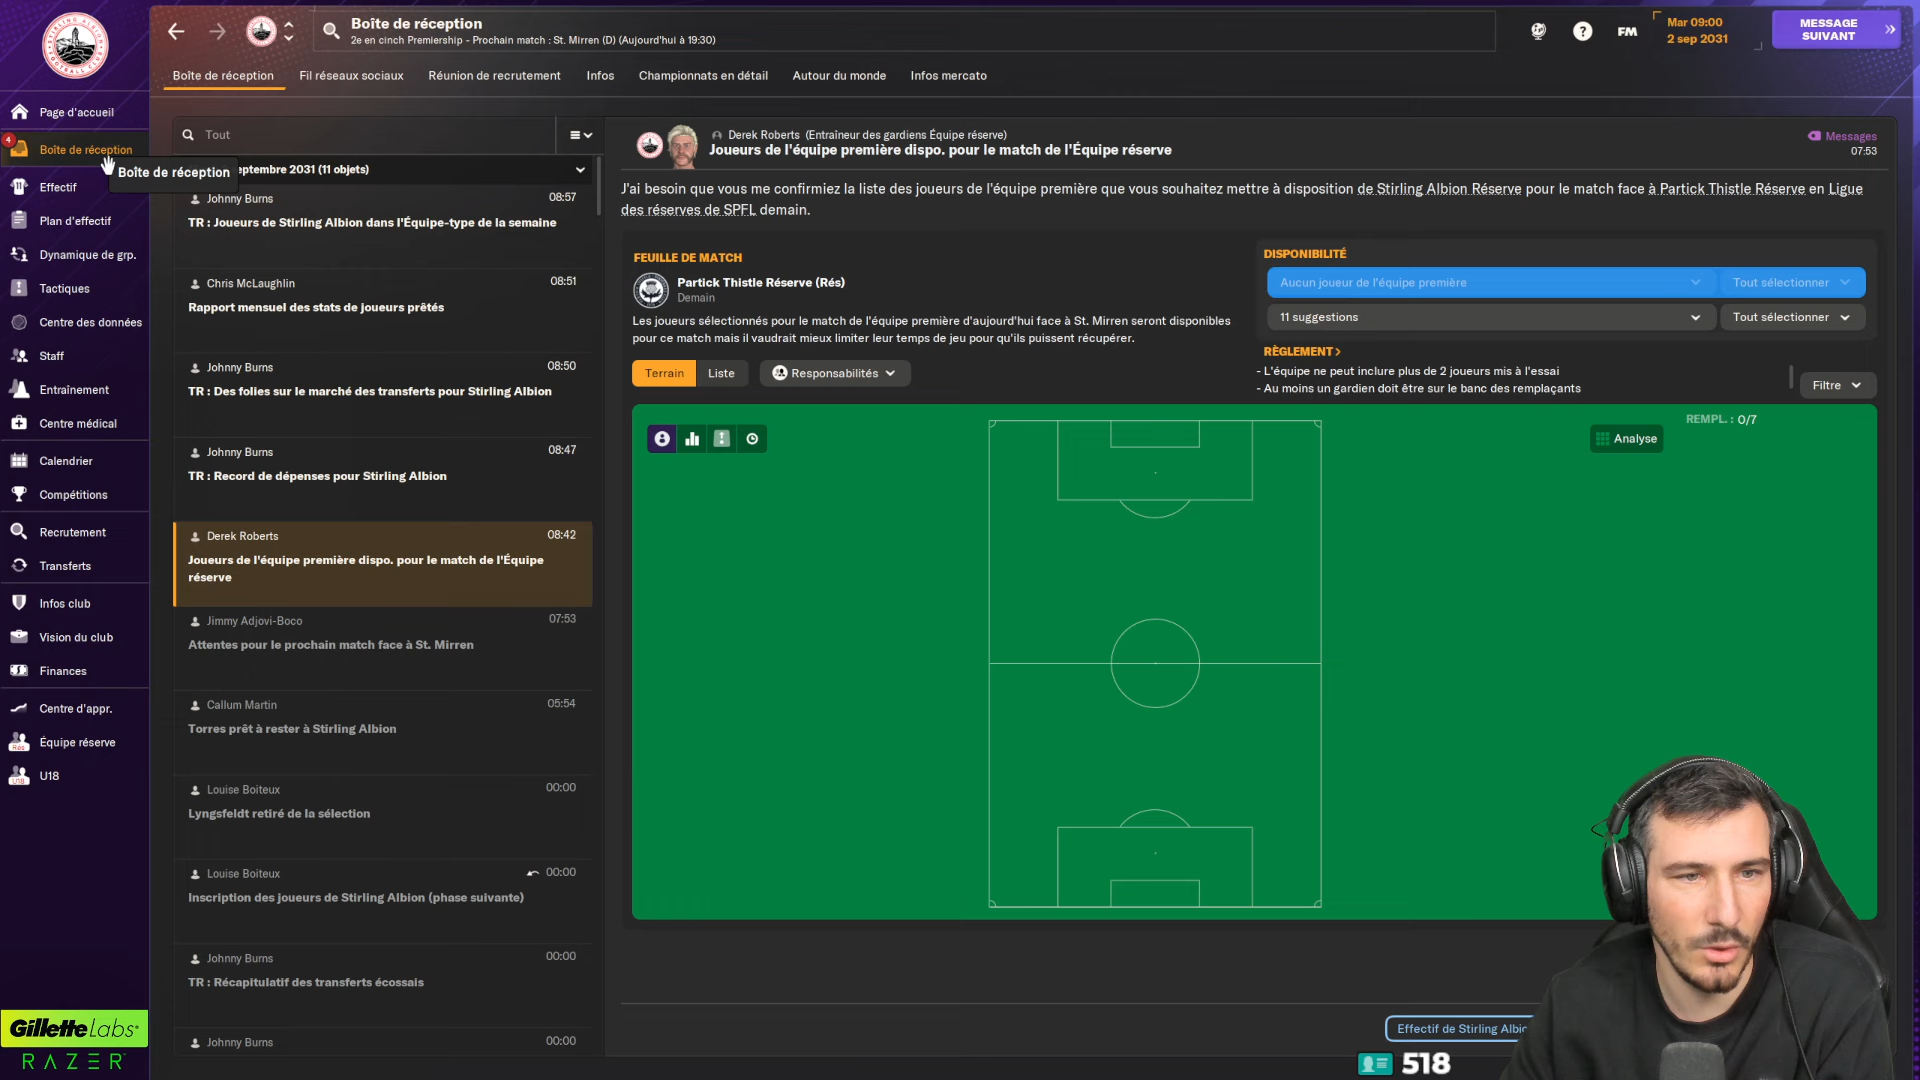 Boîte de réception
2e en cinch Premiership - Prochain match : St. Mirren (D) (Aujourd'hui à 19:30)
FM
Mar 09:00
2 sep 2031
MESSAGE SUIVANT
Boîte de réception
Fil réseaux sociaux
Réunion de recrutement
Infos
Championnats en détail
Autour du monde
Infos mercato
Page d'accueil
4
Boîte de réception
Boîte de réception
Effectif
Plan d'effectif
Dynamique de grp.
Tactiques
Centre des données
Staff
Entraînement
Centre médical
Calendrier
Compétitions
Recrutement
Transferts
Infos club
Vision du club
Finances
Centre d'appr.
Équipe réserve
U18
GilletteLabs
RAZER
Tout
eptembre 2031 (11 objets)
Johnny Burns 08:57
TR : Joueurs de Stirling Albion dans l'Équipe-type de la semaine
Chris McLaughlin 08:51
Rapport mensuel des stats de joueurs prêtés
Johnny Burns 08:50
TR : Des folies sur le marché des transferts pour Stirling Albion
Johnny Burns 08:47
TR : Record de dépenses pour Stirling Albion
Derek Roberts 08:42
Joueurs de l'équipe première dispo. pour le match de l'Équipe
réserve
Jimmy Adjovi-Boco 07:53
Attentes pour le prochain match face à St. Mirren
Callum Martin 05:54
Torres prêt à rester à Stirling Albion
Louise Boiteux 00:00
Lyngsfeldt retiré de la sélection
Louise Boiteux 00:00
Inscription des joueurs de Stirling Albion (phase suivante)
Johnny Burns 00:00
TR : Récapitulatif des transferts écossais
Johnny Burns 00:00
Derek Roberts (Entraîneur des gardiens Équipe réserve)
Joueurs de l'équipe première dispo. pour le match de l'Équipe réserve
Messages
07:53
J'ai besoin que vous me confirmiez la liste des joueurs de l'équipe première que vous souhaitez mettre à disposition de Stirling Albion Réserve pour le match face à Partick Thistle Réserve en Ligue
des réserves de SPFL demain.
FEUILLE DE MATCH
Partick Thistle Réserve (Rés)
Demain
Les joueurs sélectionnés pour le match de l'équipe première d'aujourd'hui face à St. Mirren seront disponibles
pour ce match mais il vaudrait mieux limiter leur temps de jeu pour qu'ils puissent récupérer.
Terrain
Liste
Responsabilités
DISPONIBILITÉ
Aucun joueur de l'équipe première
Tout sélectionner
11 suggestions
Tout sélectionner
RÈGLEMENT >
- L'équipe ne peut inclure plus de 2 joueurs mis à l'essai
- Au moins un gardien doit être sur le banc des remplaçants
Filtre
REMPL. : 0/7
Analyse
Effectif de Stirling Albio
518